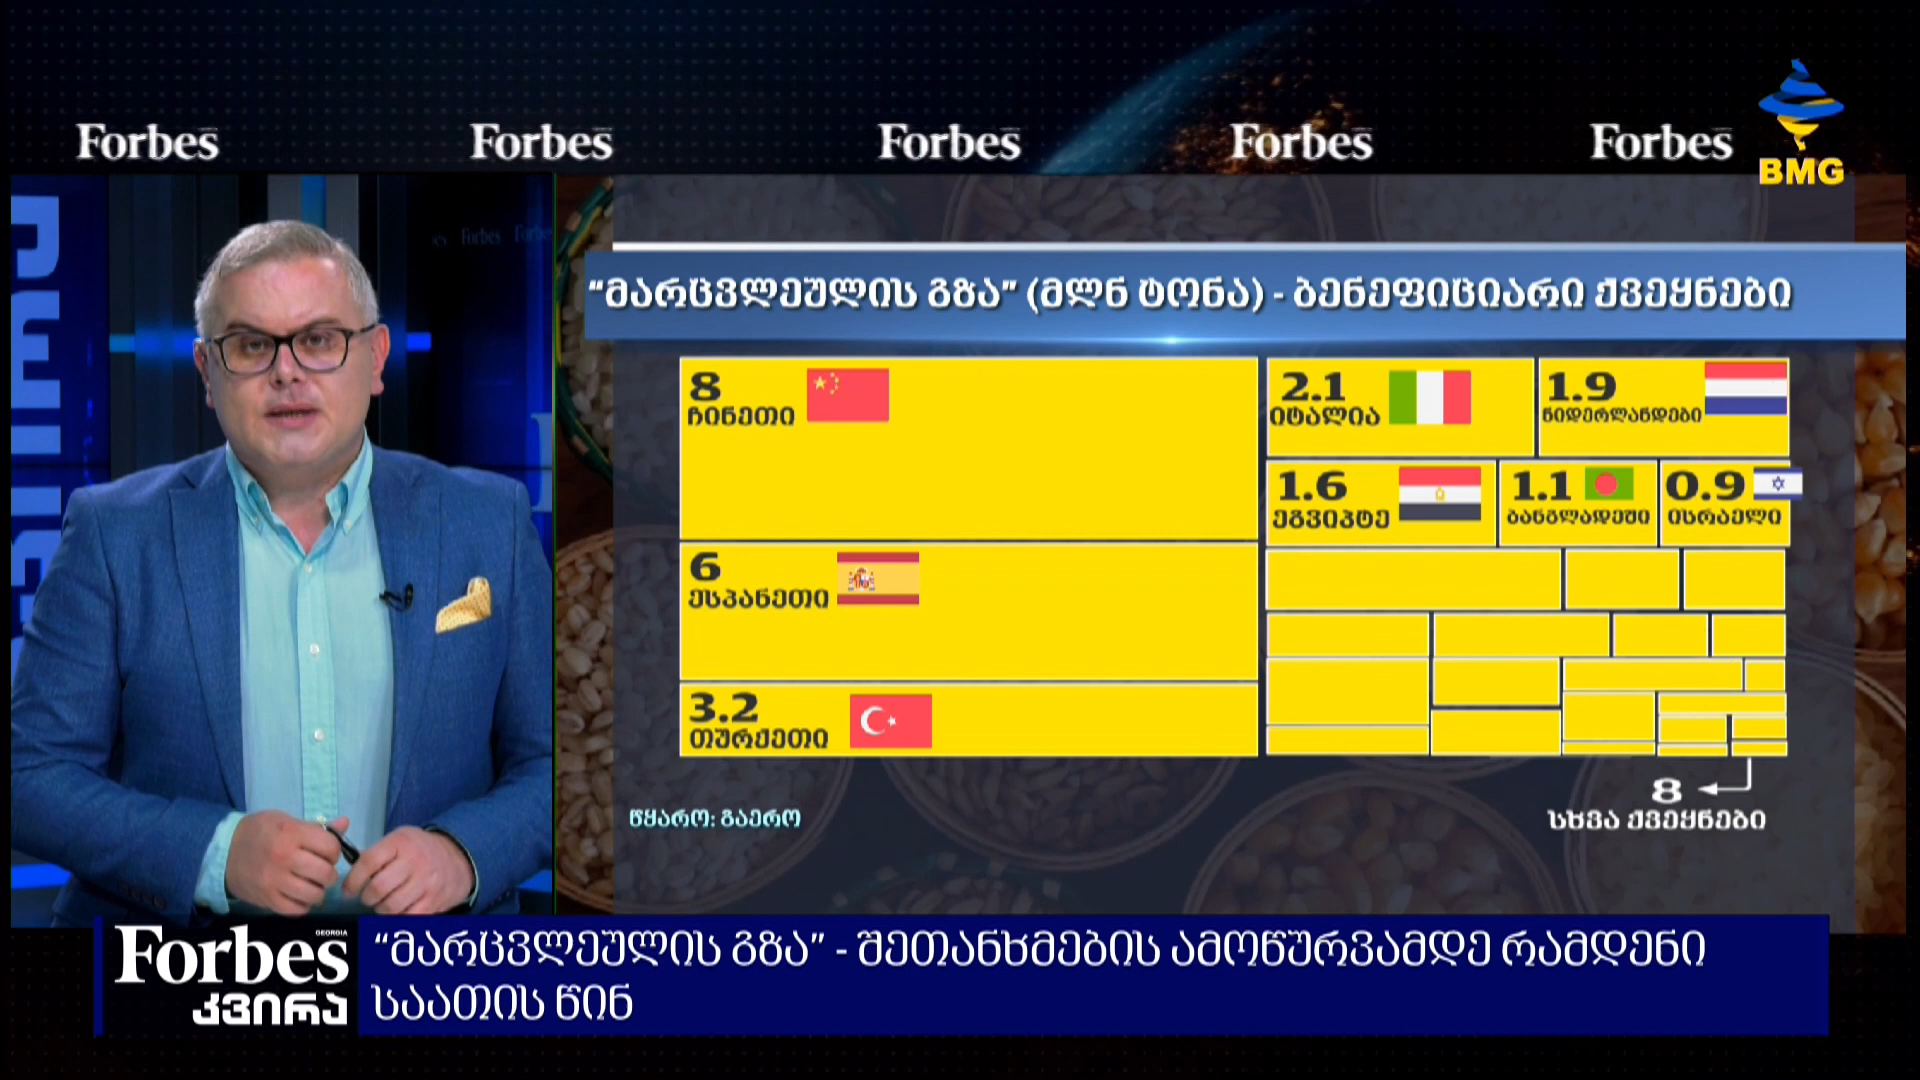 Forbes Forbes Forbes Forbes Forbes
BMG
Forbes
“მარცვლეულის გზა” (მლნ ტონა) - ბენეფიციარი ქვეყნები
8
ჩინეთი
6
ესპანეთი
3.2
თურქეთი
2.1
იტალია
1.9
ნიდერლანდები
1.6
ეგვიპტე
1.1
ბანგლადეში
0.9
ისრაელი
8
სხვა ქვეყნები
წყარო: გაერო
Forbes
GEORGIA
კვირა
“მარცვლეულის გზა” - შეთანხმების ამოწურვამდე რამდენი
საათის წინ